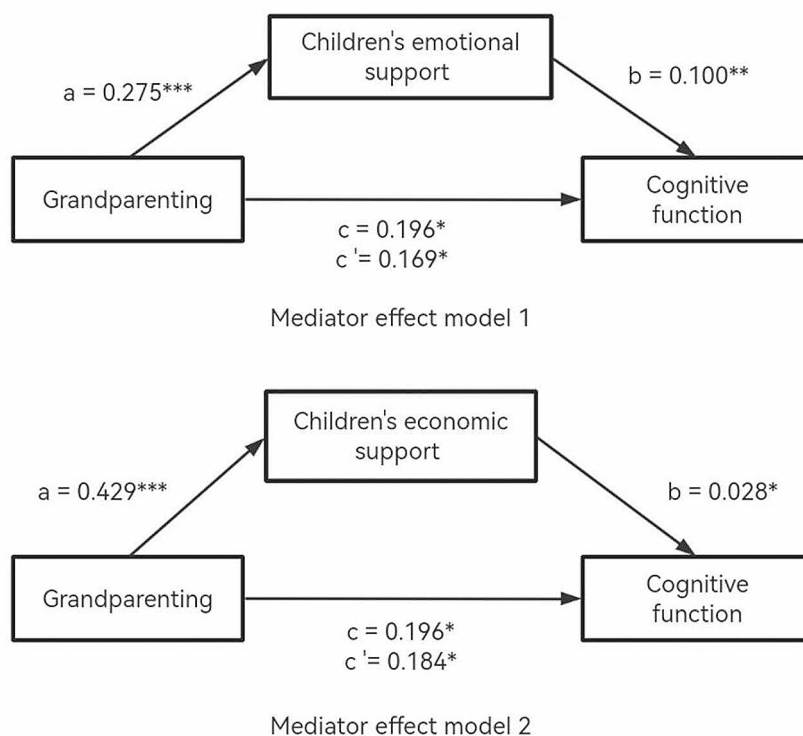 Children's emotional
support
a = 0.275***
b = 0.100**
Grandparenting
Cognitive
function
c = 0.196*
c '= 0.169*
Mediator effect model 1
Children's economic
support
a = 0.429***
b = 0.028*
Grandparenting
Cognitive
function
c = 0.196*
c '= 0.184*
Mediator effect model 2